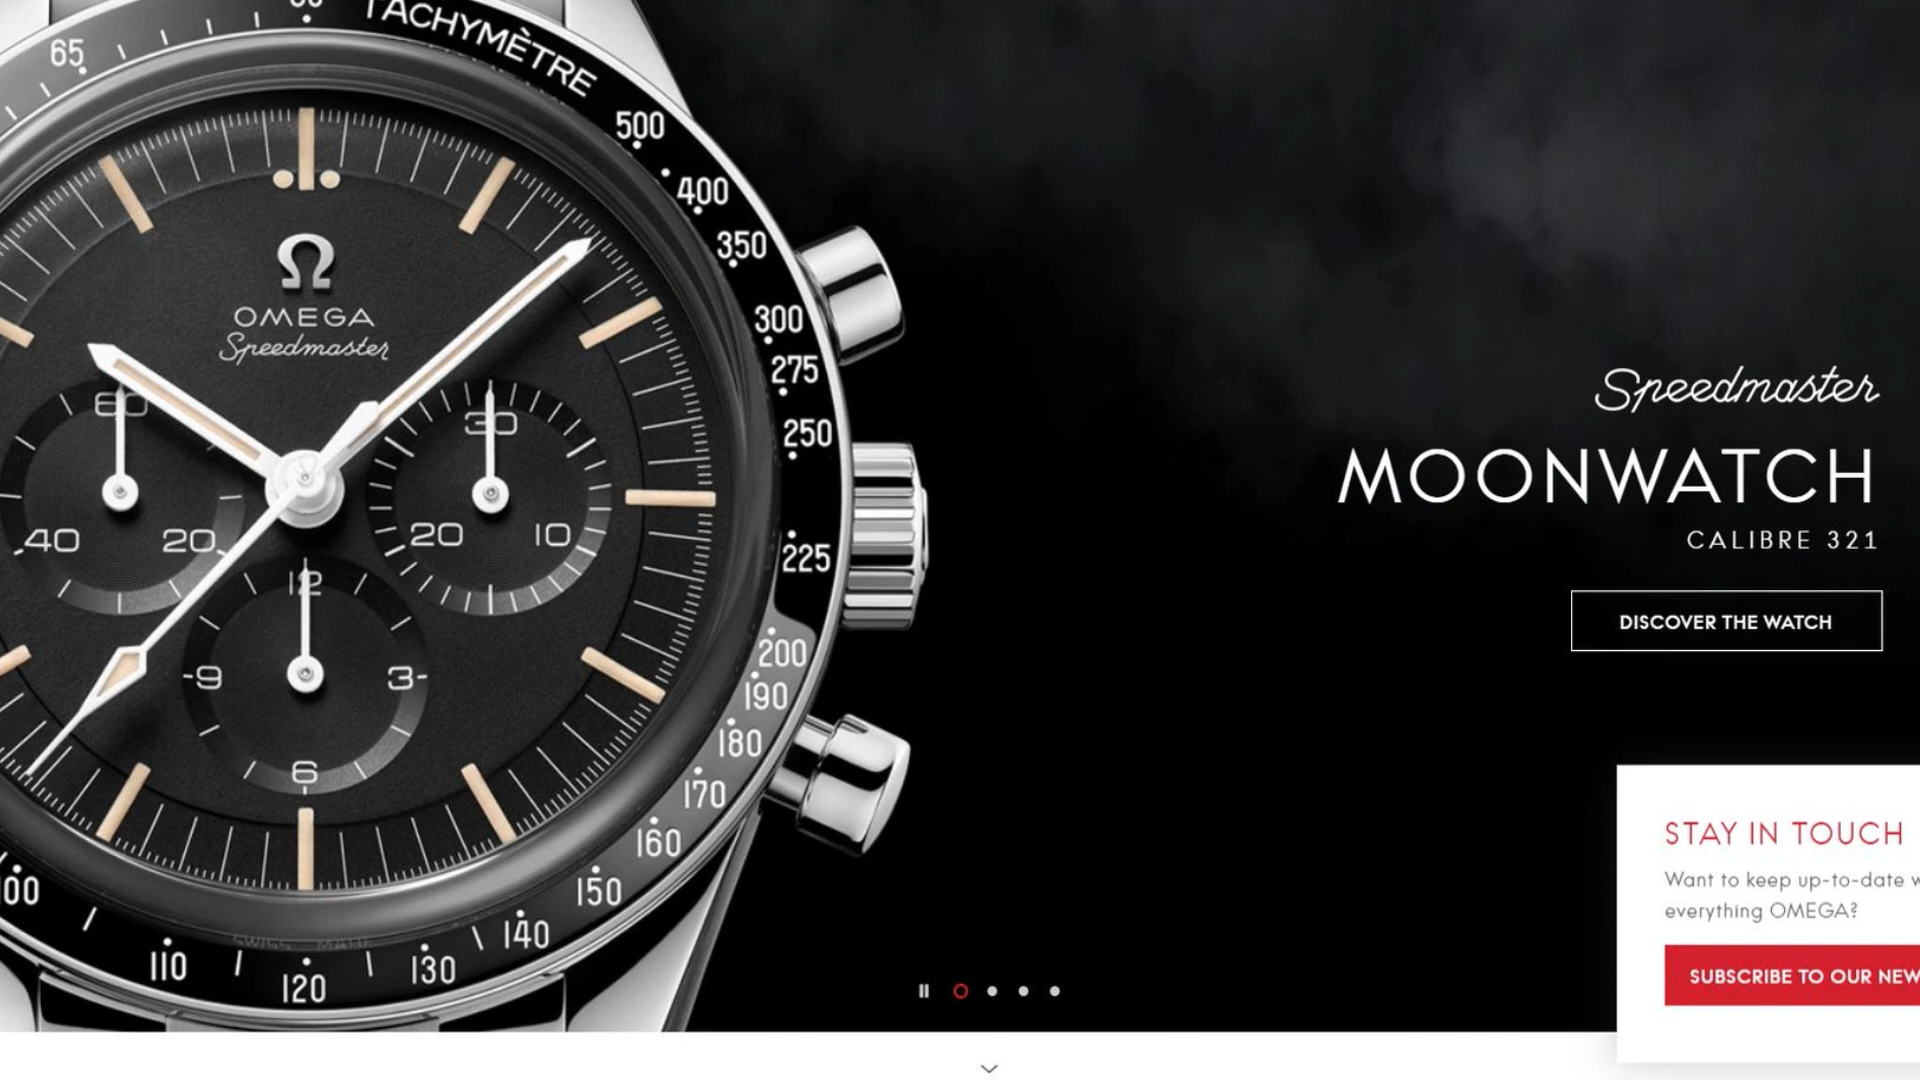 TACHYMÈTRE
65
500
400
350
300
275
250
225
200
190
180
170
160
150
140
130
120
110
100
Ω
OMEGA
Speedmaster
60
40
20
30
20
10
12
9
3
6
Speedmaster
MOONWATCH
CALIBRE 321
DISCOVER THE WATCH
STAY IN TOUCH
Want to keep up-to-date w
everything OMEGA?
SUBSCRIBE TO OUR NEW